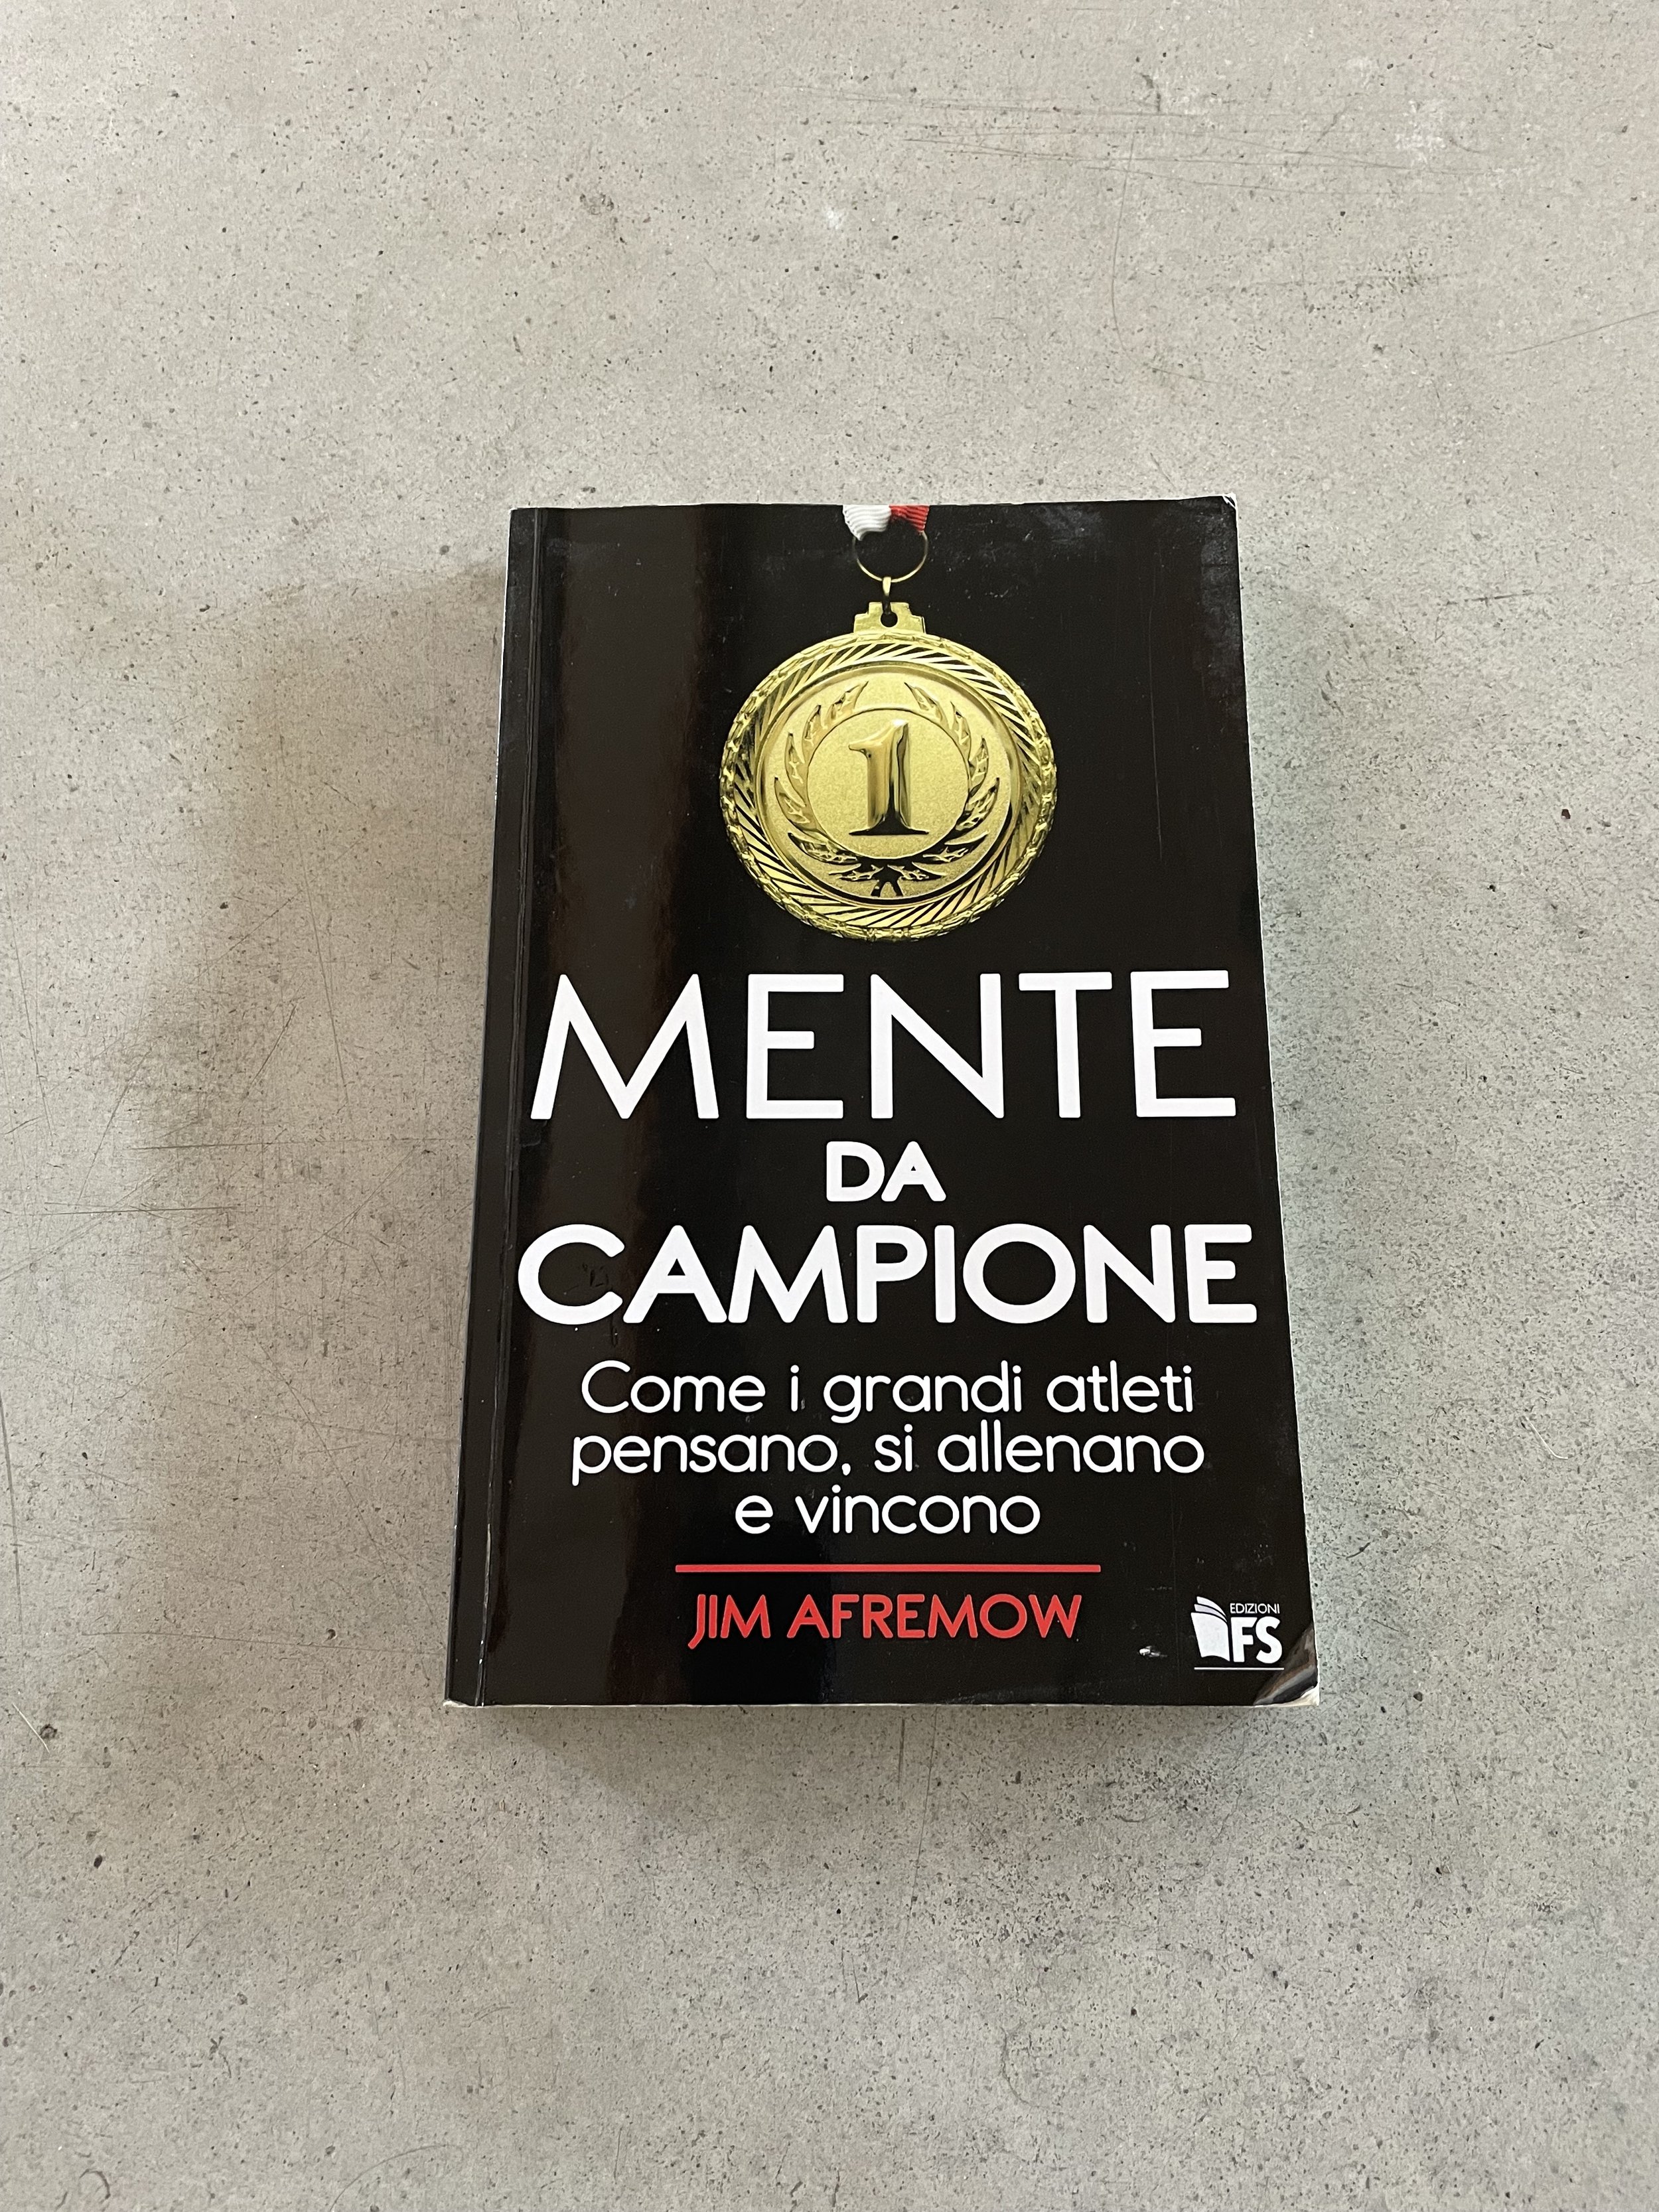 1
MENTE
DA
CAMPIONE
Come i grandi atleti
pensano, si allenano
e vincono
JIM AFREMOW
EDIZIONI
FS